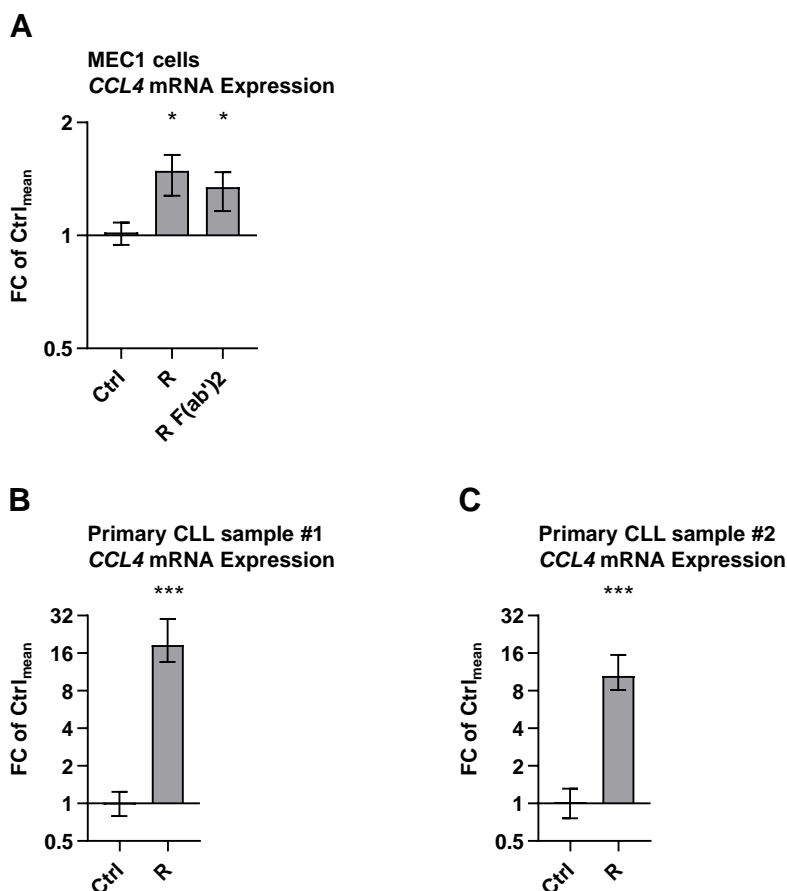 A
MEC1 cells
CCL4 mRNA Expression
* *
2
1
0.5
FC of Ctrlmean
Ctrl
R
R F(ab')2
B
Primary CLL sample #1
CCL4 mRNA Expression
***
32
16
8
4
2
1
0.5
FC of Ctrlmean
Ctrl
R
C
Primary CLL sample #2
CCL4 mRNA Expression
***
32
16
8
4
2
1
0.5
FC of Ctrlmean
Ctrl
R